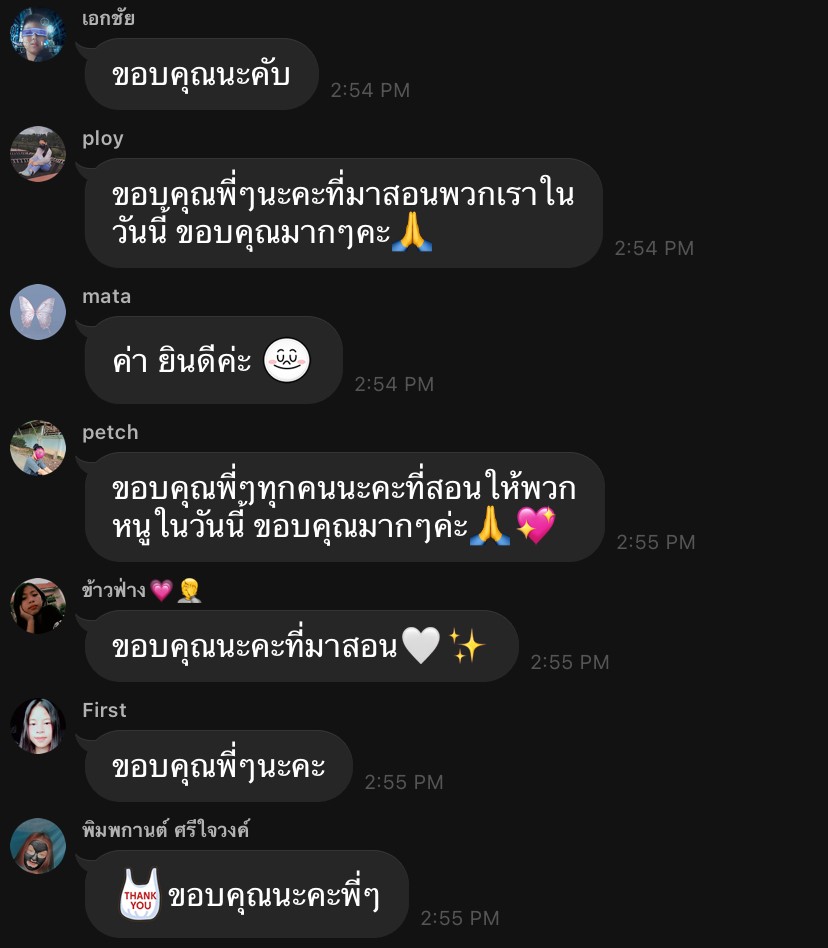 เอกชัย
ขอบคุณนะคับ
2:54 PM
ploy
ขอบคุณพี่ๆนะคะที่มาสอนพวกเราใน
วันนี้ ขอบคุณมากๆคะ🙏
2:54 PM
mata
ค่า ยินดีค่ะ
2:54 PM
petch
ขอบคุณพี่ๆทุกคนนะคะที่สอนให้พวก
หนูในวันนี้ ขอบคุณมากๆค่ะ🙏💖
2:55 PM
ข้าวฟ่าง💗🤦
ขอบคุณนะคะที่มาสอน🤍✨
2:55 PM
First
ขอบคุณพี่ๆนะคะ
2:55 PM
พิมพกานต์ ศรีใจวงค์
THANK
YOU
ขอบคุณนะคะพี่ๆ
2:55 PM